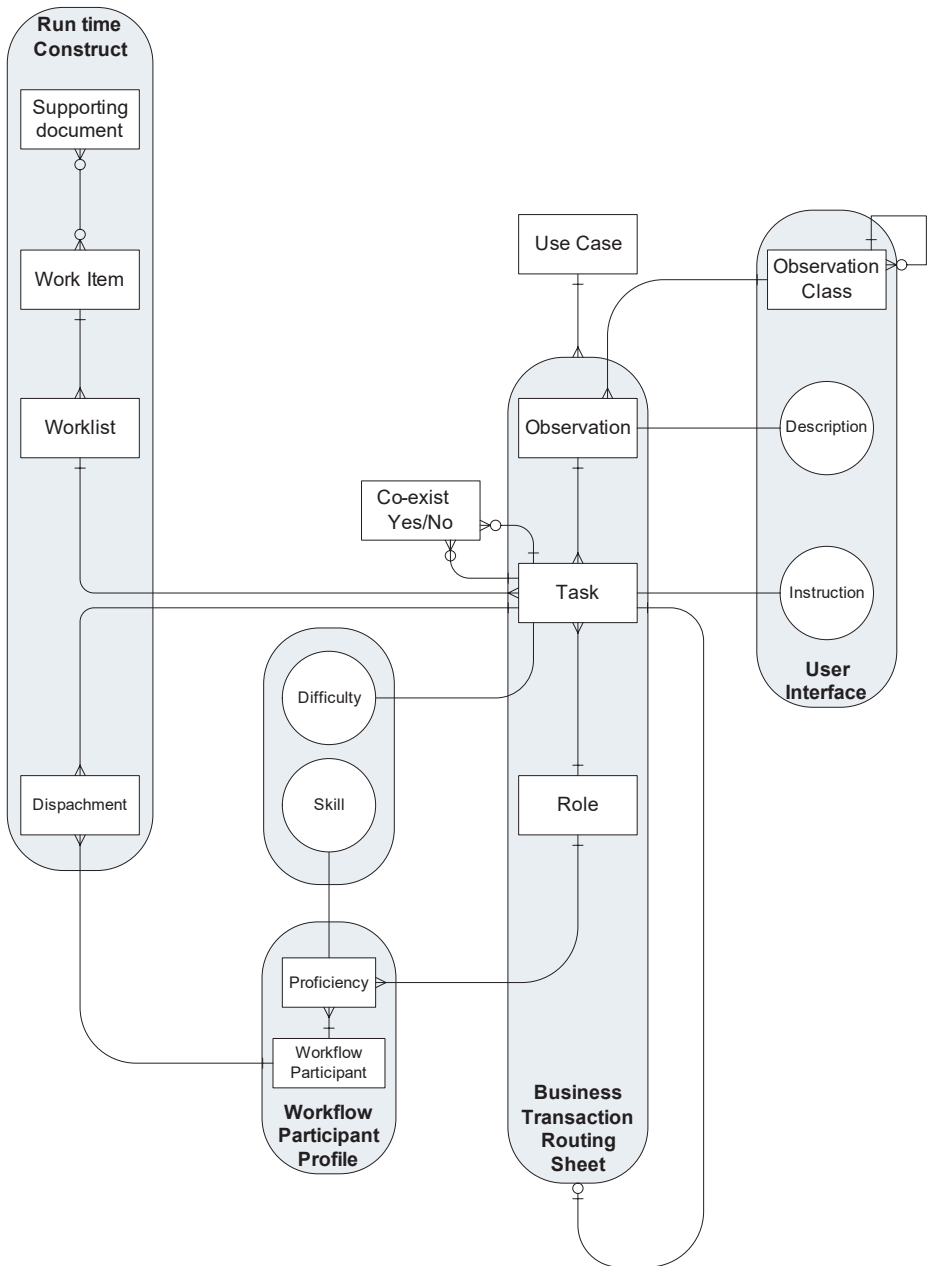 Run time
Construct
Supporting
document
Work Item
Worklist
Dispachment
Use Case
Observation
Class
Observation
Description
Co-exist
Yes/No
Task
Instruction
User
Interface
Difficulty
Skill
Role
Proficiency
Workflow
Participant
Workflow
Participant
Profile
Business
Transaction
Routing
Sheet